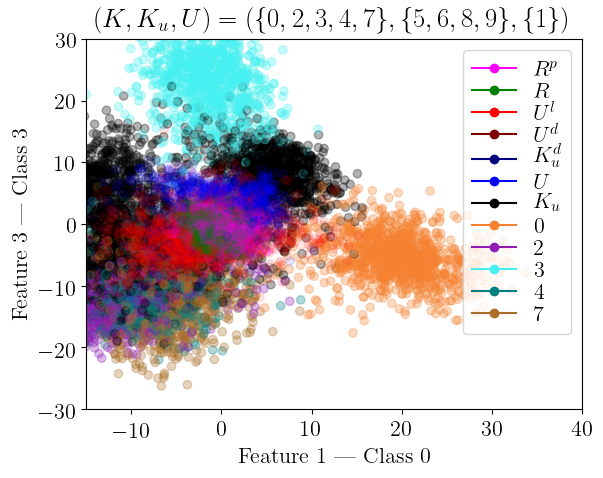 (K, K_u, U) = ({0, 2, 3, 4, 7}, {5, 6, 8, 9}, {1})
30
20
10
0
−10
−20
−30
Feature 3 — Class 3
R^p
R
U^l
U^d
K_u^d
U
K_u
0
2
3
4
7
−10
0
10
20
30
40
Feature 1 — Class 0